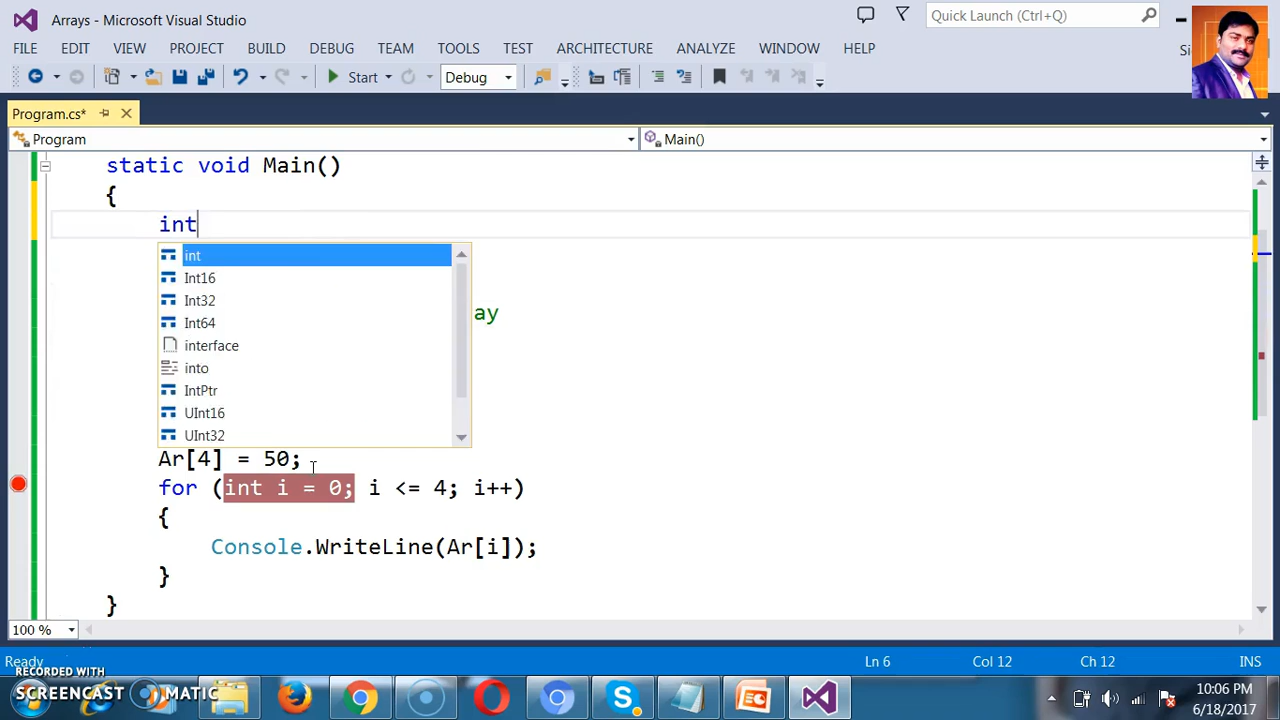 Arrays - Microsoft Visual Studio
Quick Launch (Ctrl+Q)
FILE EDIT VIEW PROJECT BUILD DEBUG TEAM TOOLS TEST ARCHITECTURE ANALYZE WINDOW HELP
Si
Start Debug
Program.cs*
Program Main()
static void Main()
{
int
int
Int16
Int32
ay
Int64
interface
into
IntPtr
UInt16
UInt32
Ar[4] = 50;
for (int i = 0; i <= 4; i++)
{
Console.WriteLine(Ar[i]);
}
}
100 %
Ready Ln 6 Col 12 Ch 12 INS
RECORDED WITH
SCREENCAST MATIC
10:06 PM
6/18/2017